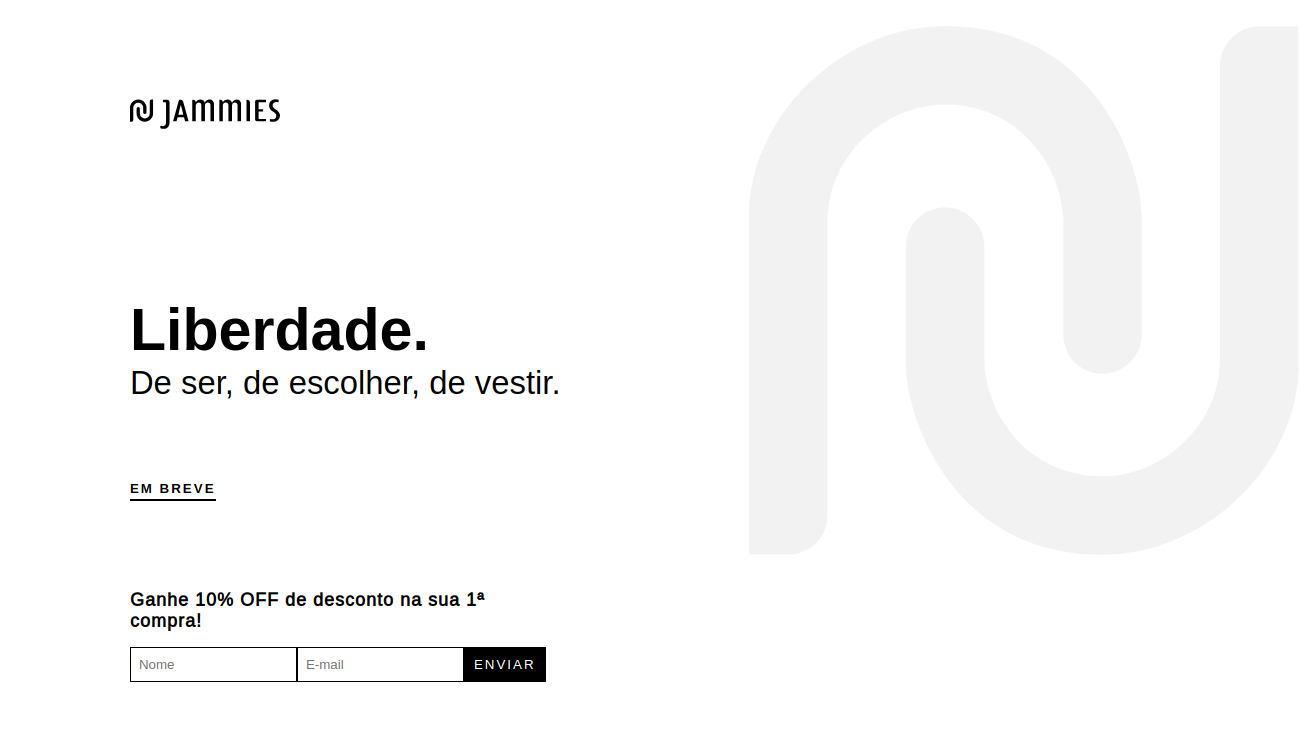 JAMMIES
Liberdade.
De ser, de escolher, de vestir.
EM BREVE
Ganhe 10% OFF de desconto na sua 1ª
compra!
Nome E-mail ENVIAR